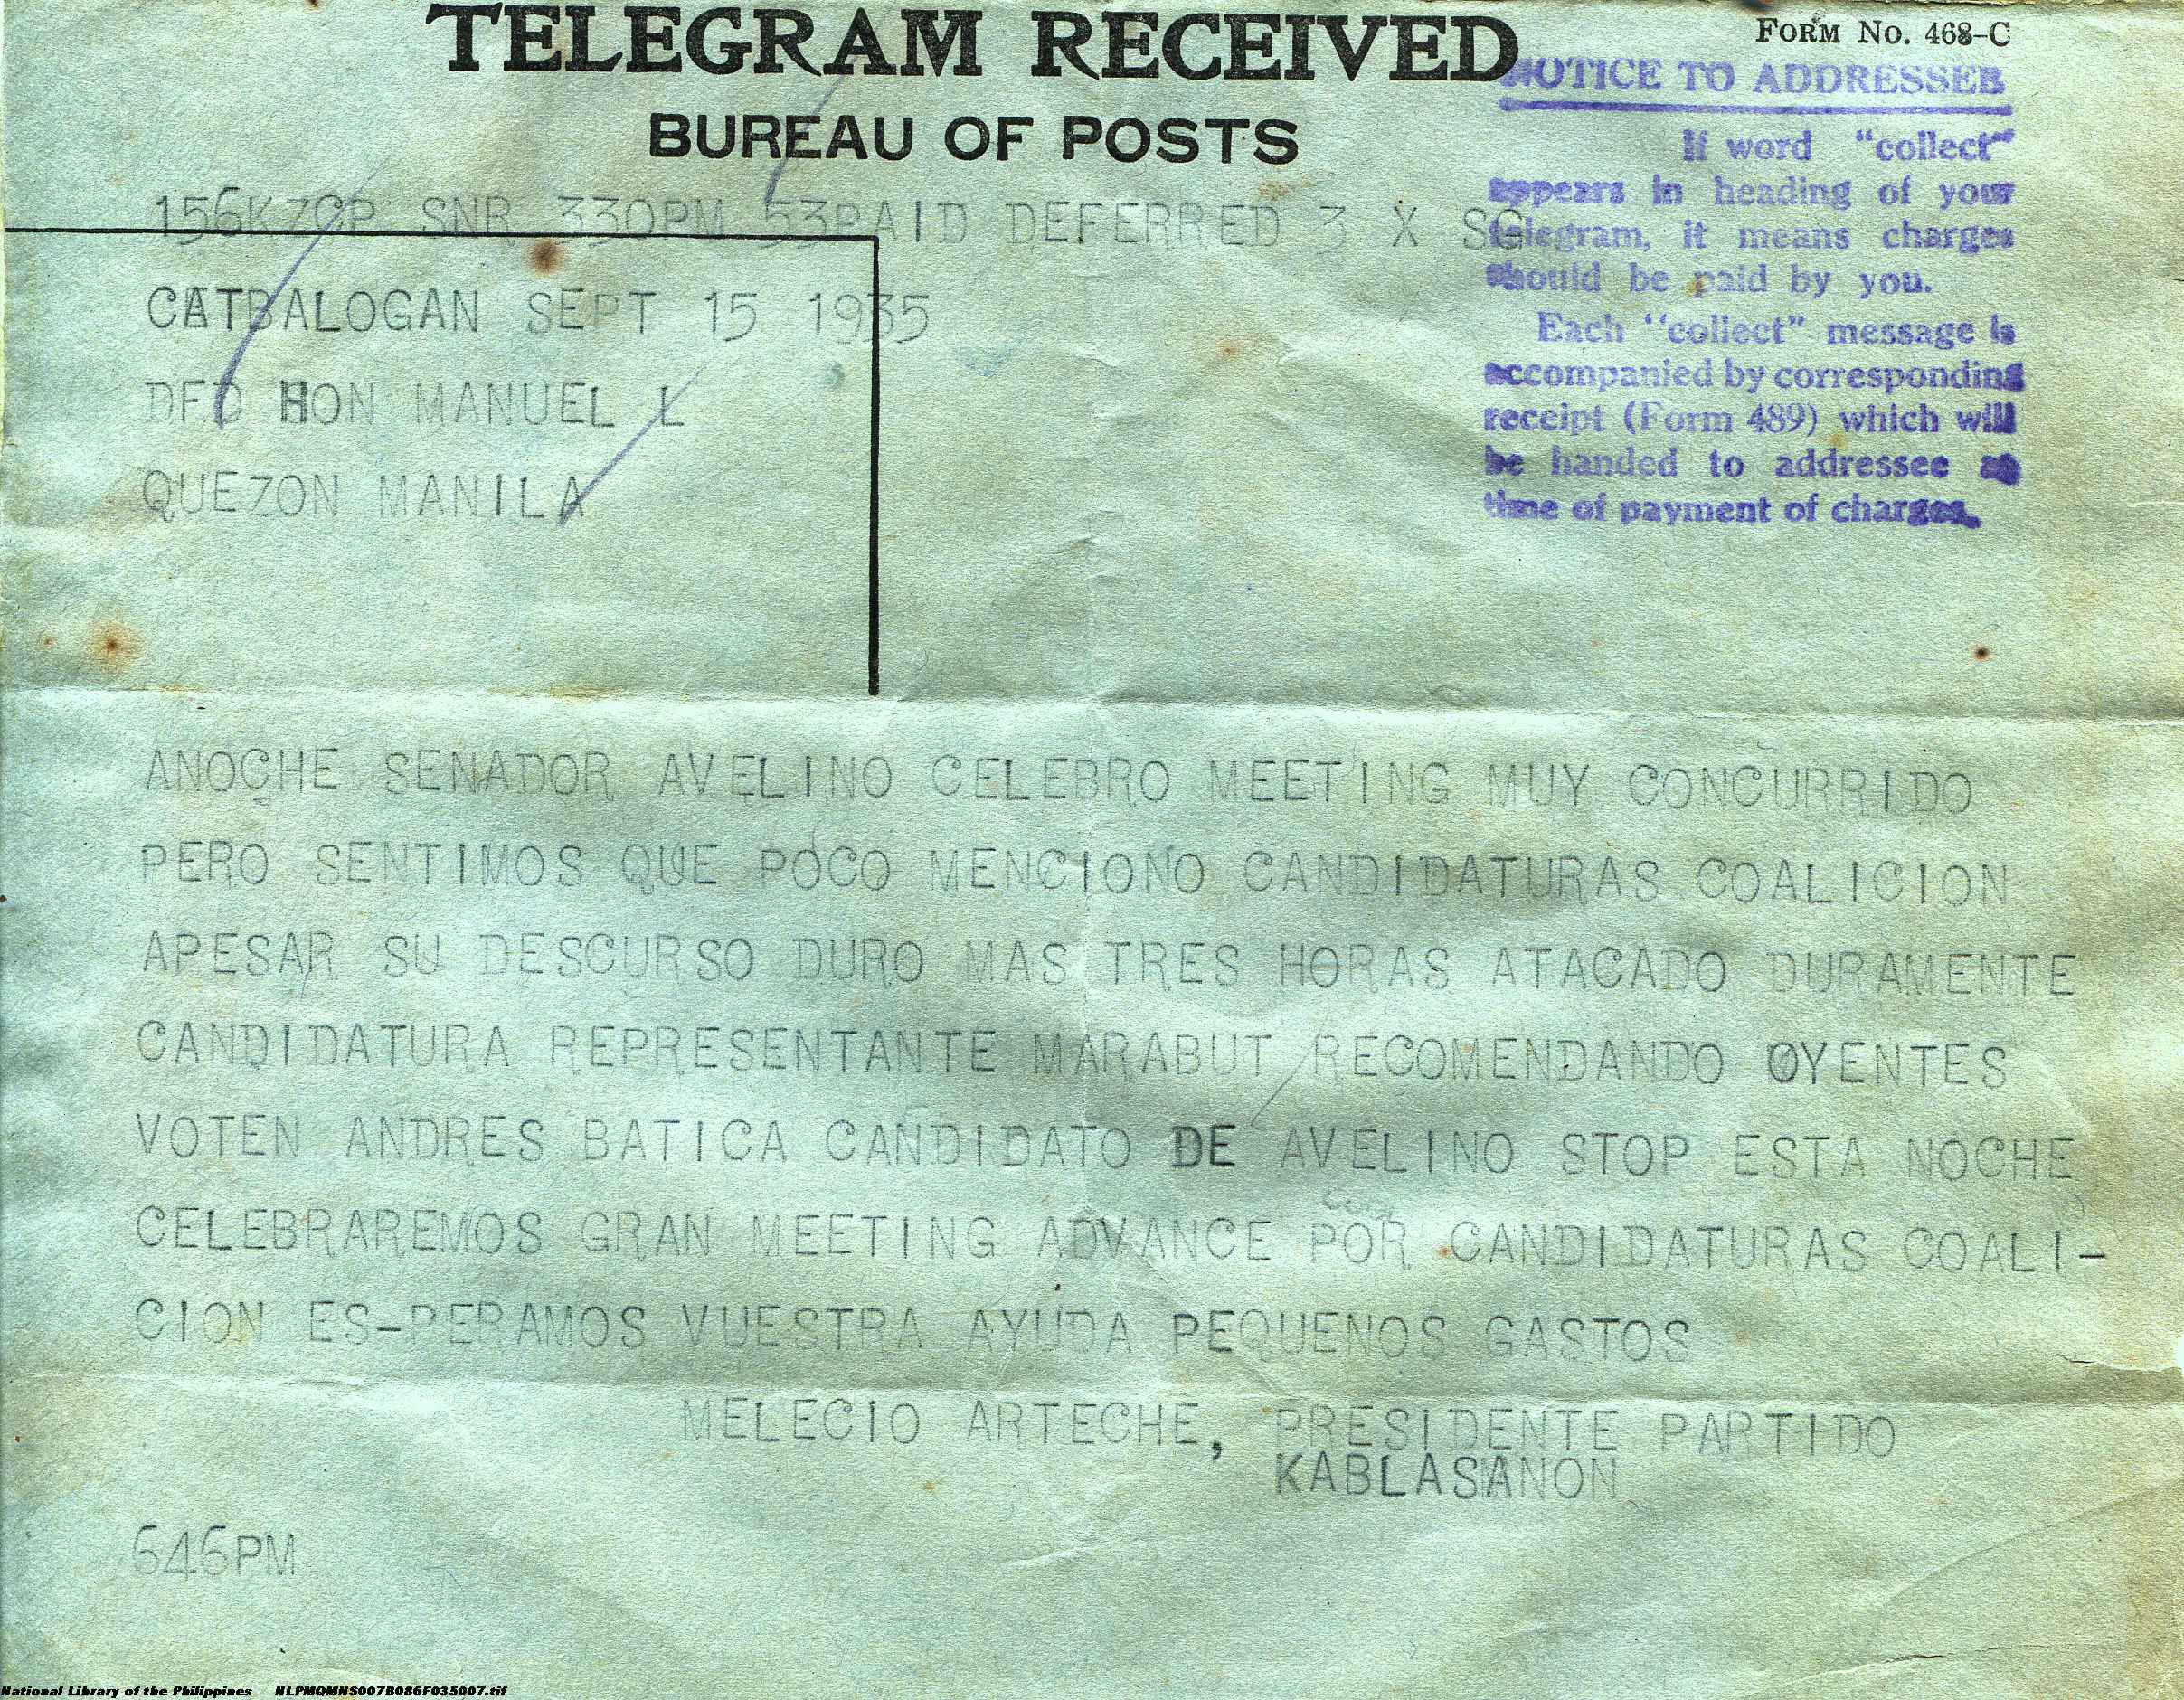 TELEGRAM RECEIVED
FORM NO. 468-C
BUREAU OF POSTS
NOTICE TO ADDRESSEE
If word "collect"
appears in heading of your
telegram, it means charges
should be paid by you.
Each "collect" message is
accompanied by corresponding
receipt (Form 489) which will
be handed to addressee at
time of payment of charges.
156KZCP SNR 330PM 53PAID DEFERRED 3 X SG
CATBALOGAN SEPT 15 1935
DFD HON MANUEL L
QUEZON MANILA
ANOCHE SENADOR AVELINO CELEBRO MEETING MUY CONCURRIDO
PERO SENTIMOS QUE POCO MENCIONO CANDIDATURAS COALICION
APESAR SU DESCURSO DURO MAS TRES HORAS ATACADO DURAMENTE
CANDIDATURA REPRESENTANTE MARABUT RECOMENDANDO OYENTES
VOTEN ANDRES BATICA CANDIDATO DE AVELINO STOP ESTA NOCHE
CELEBRAREMOS GRAN MEETING ADVANCE POR CANDIDATURAS COALI-
CION ES-PERAMOS VUESTRA AYUDA PEQUENOS GASTOS
MELECIO ARTECHE, PRESIDENTE PARTIDO
KABLASANON
646PM
National Library of the Philippines NLPMQMNS007B086F035007.tif